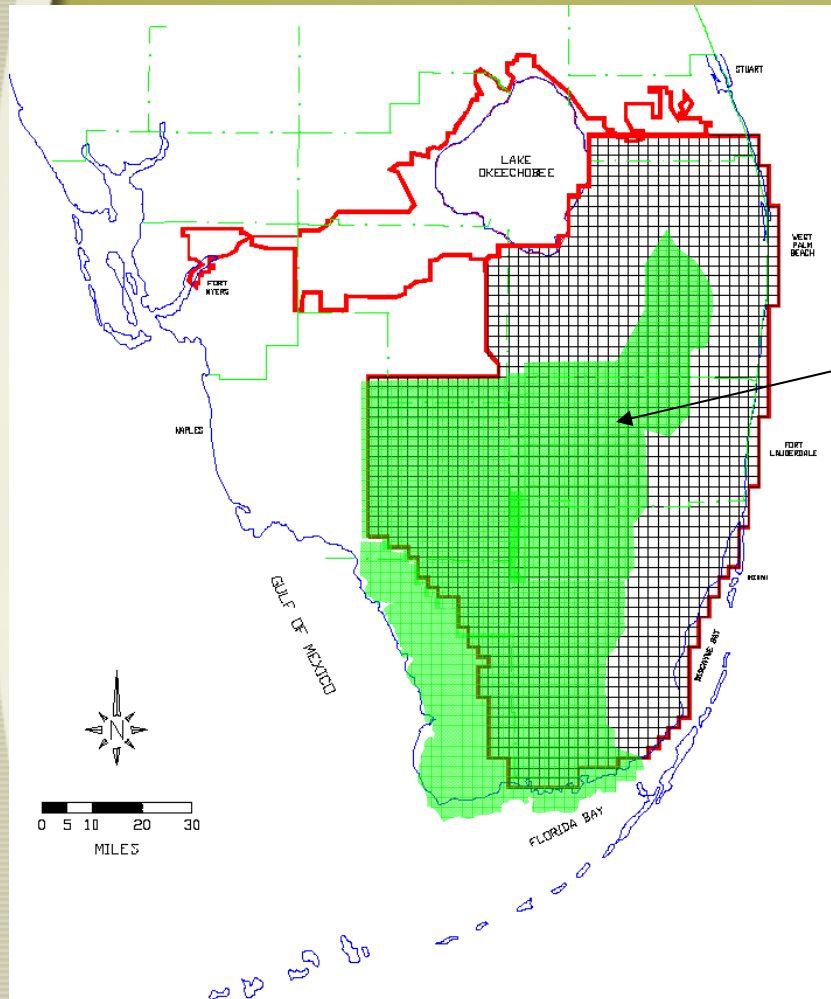 STUART
LAKE
OKEECHOBEE
WEST
PALM
BEACH
FORT
MYERS
NAPLES
FORT
LAUDERDALE
MIAMI
GULF OF MEXICO
BISCAYNE BAY
N
0 5 10 20 30
MILES
FLORIDA BAY